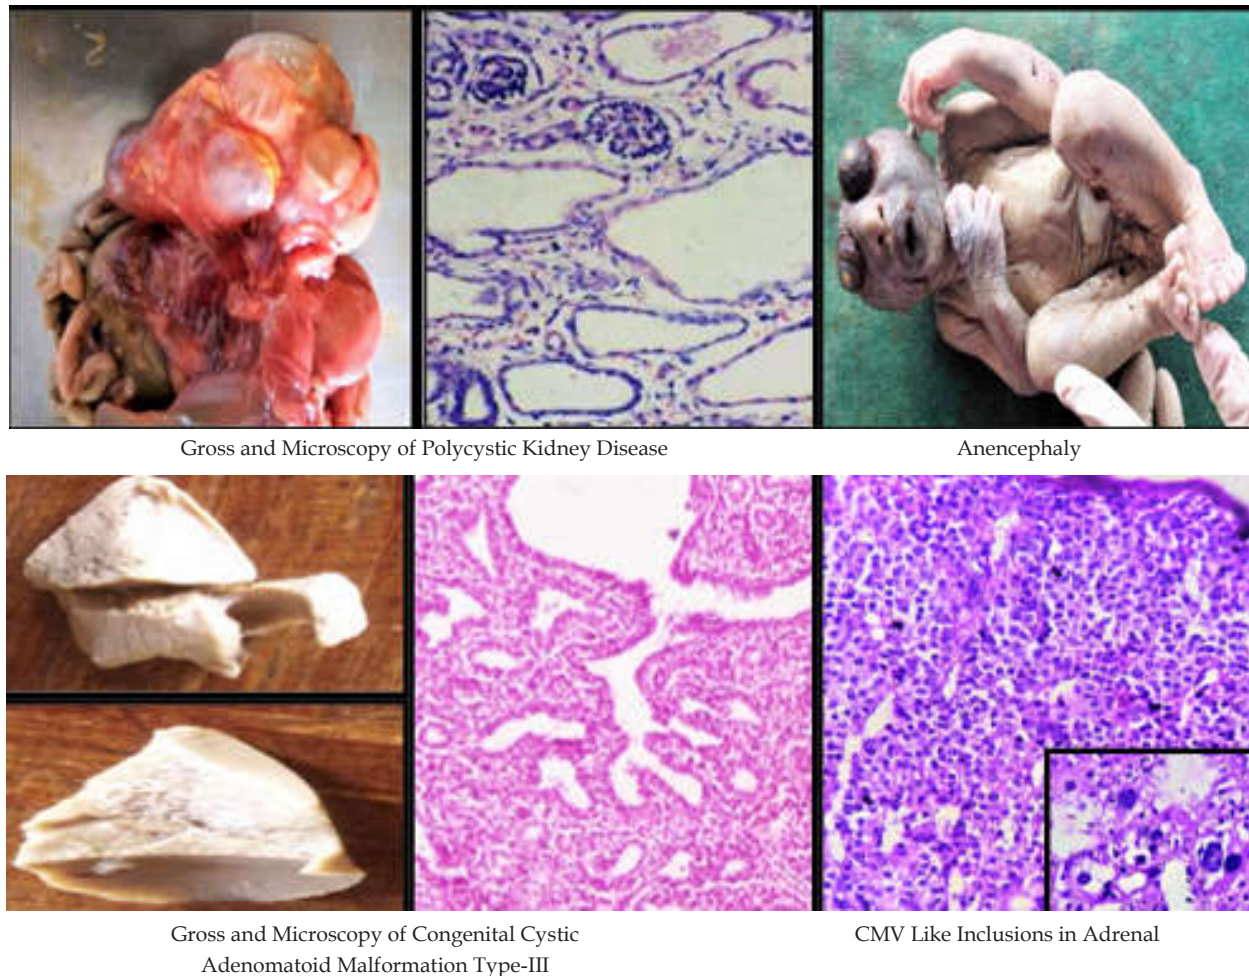 Gross and Microscopy of Polycystic Kidney Disease
Anencephaly
Gross and Microscopy of Congenital Cystic
Adenomatoid Malformation Type-III
CMV Like Inclusions in Adrenal